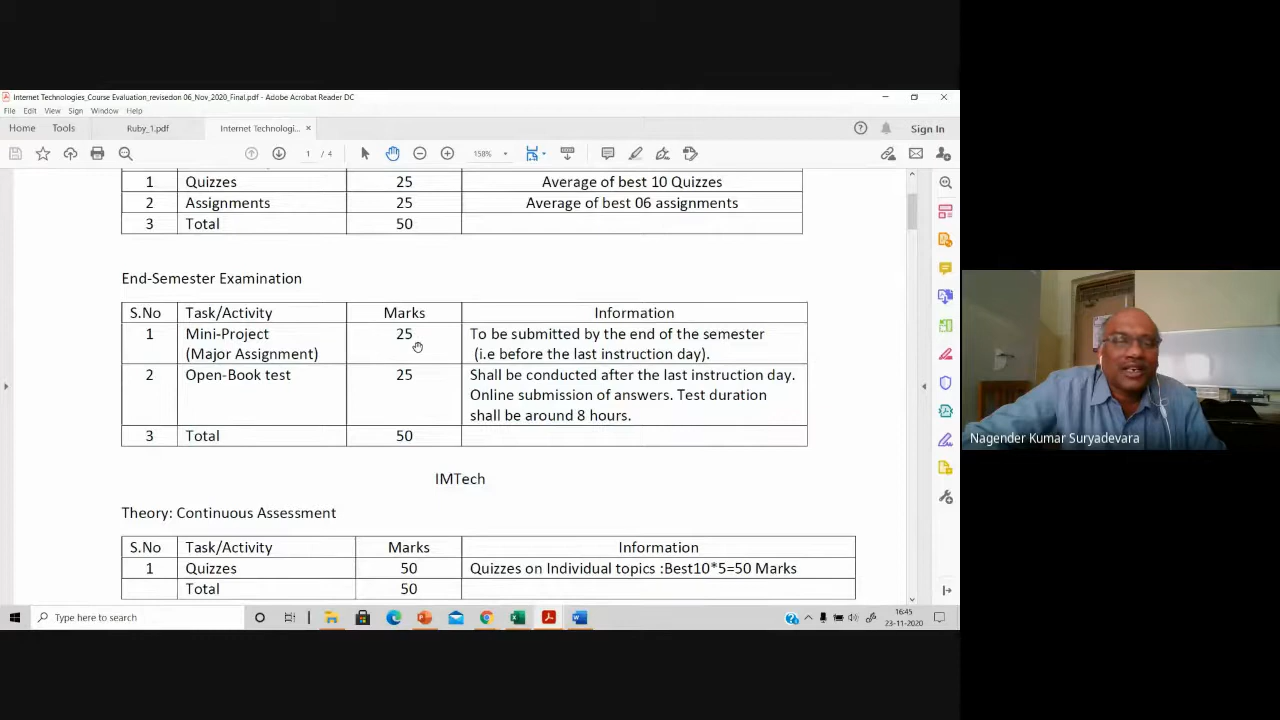 Internet Technologies_Course Evaluation_revisedon 06_Nov_2020_Final.pdf - Adobe Acrobat Reader DC
File Edit View Sign Window Help
Home Tools Ruby_1.pdf Internet Technologi... × Sign In
1 / 4 158%
1 Quizzes 25 Average of best 10 Quizzes
2 Assignments 25 Average of best 06 assignments
3 Total 50
End-Semester Examination
S.No Task/Activity Marks Information
1 Mini-Project 25 To be submitted by the end of the semester
(Major Assignment) (i.e before the last instruction day).
2 Open-Book test 25 Shall be conducted after the last instruction day.
Online submission of answers. Test duration
shall be around 8 hours.
3 Total 50
Nagender Kumar Suryadevara
IMTech
Theory: Continuous Assessment
S.No Task/Activity Marks Information
1 Quizzes 50 Quizzes on Individual topics :Best10*5=50 Marks
Total 50
Type here to search
16:45
23-11-2020